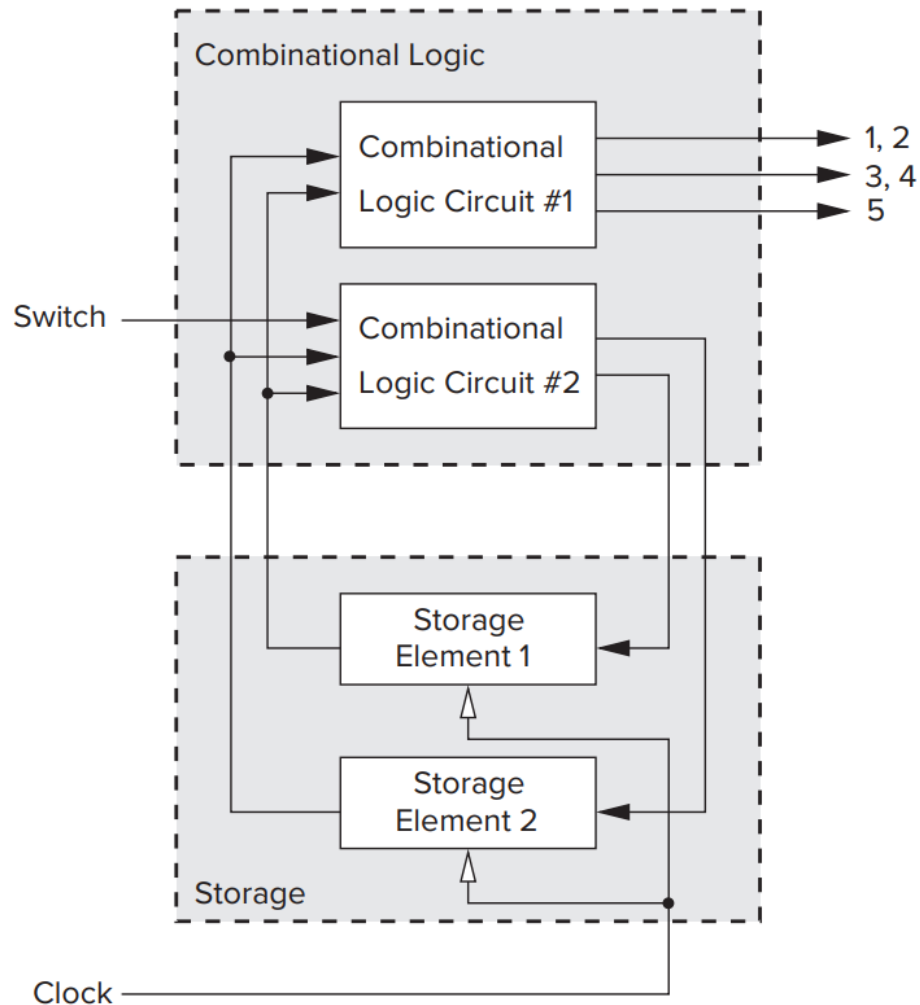 Combinational Logic
Combinational
Logic Circuit #1
1, 2
3, 4
5
Switch
Combinational
Logic Circuit #2
Storage
Element 1
Storage
Element 2
Storage
Clock